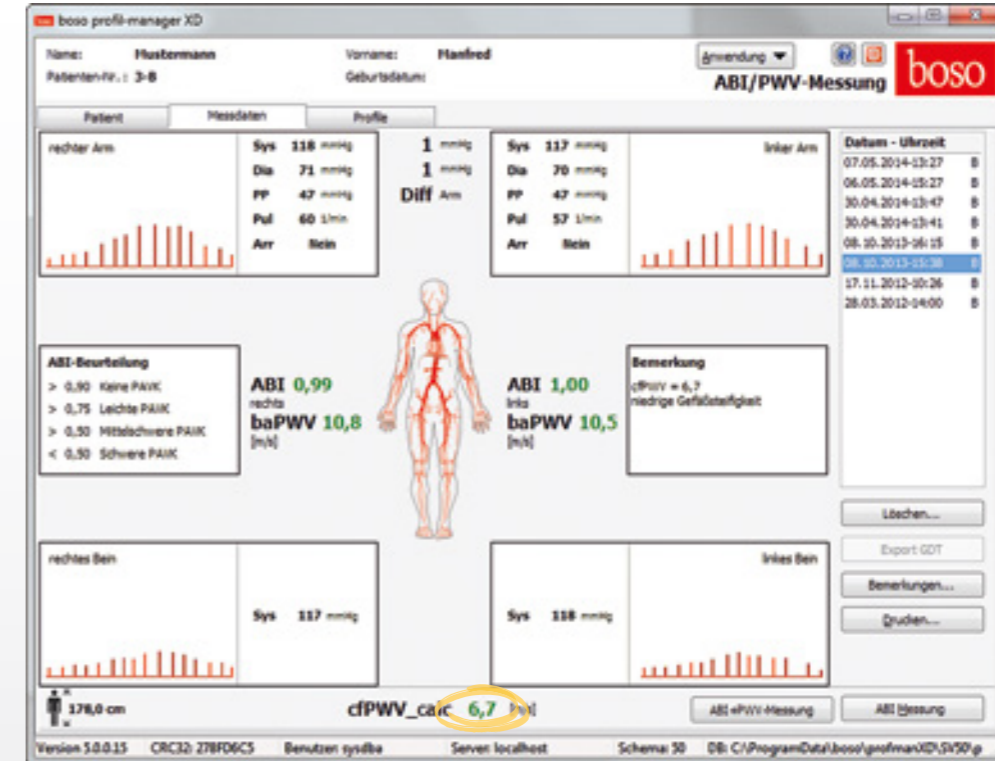 boso profil-manager XD
Name: Mustermann Vorname: Manfred Anwendung
Patienten-Nr.: 3-8 Geburtsdatum: ABI/PWV-Messung boso
Patient Messdaten Profile
rechter Arm
Sys 118 mmHg
Dia 71 mmHg
PP 47 mmHg
Pul 60 1/min
Arr Nein
1 mmHg
1 mmHg
Diff Arm
Sys 117 mmHg
Dia 70 mmHg
PP 47 mmHg
Pul 57 1/min
Arr Nein
linker Arm
Datum - Uhrzeit
07.05.2014-13:27 B
06.05.2014-15:27 B
30.04.2014-13:47 B
30.04.2014-13:41 B
08.10.2013-16:15 B
08.10.2013-15:38 B
17.11.2012-10:26 B
28.03.2012-14:00 B
ABI-Beurteilung
> 0,90 Keine PAVK
> 0,75 Leichte PAVK
> 0,50 Mittelschwere PAVK
< 0,50 Schwere PAVK
ABI 0,99
rechts
baPWV 10,8
[m/s]
ABI 1,00
links
baPWV 10,5
[m/s]
Bemerkung
cfPWV = 6,7
niedrige Gefäßsteifigkeit
Löschen...
Export GDT
Bemerkungen...
Drucken...
rechtes Bein
Sys 117 mmHg
Sys 118 mmHg
linkes Bein
178,0 cm cfPWV_calc 6,7 [m/s] ABI+PWV-Messung ABI Messung
Version 5.0.0.15 CRC32: 278FD6C5 Benutzer: sysdba Server: localhost Schema: 50 DB: C:\ProgramData\boso\profmanXD\SV50\p